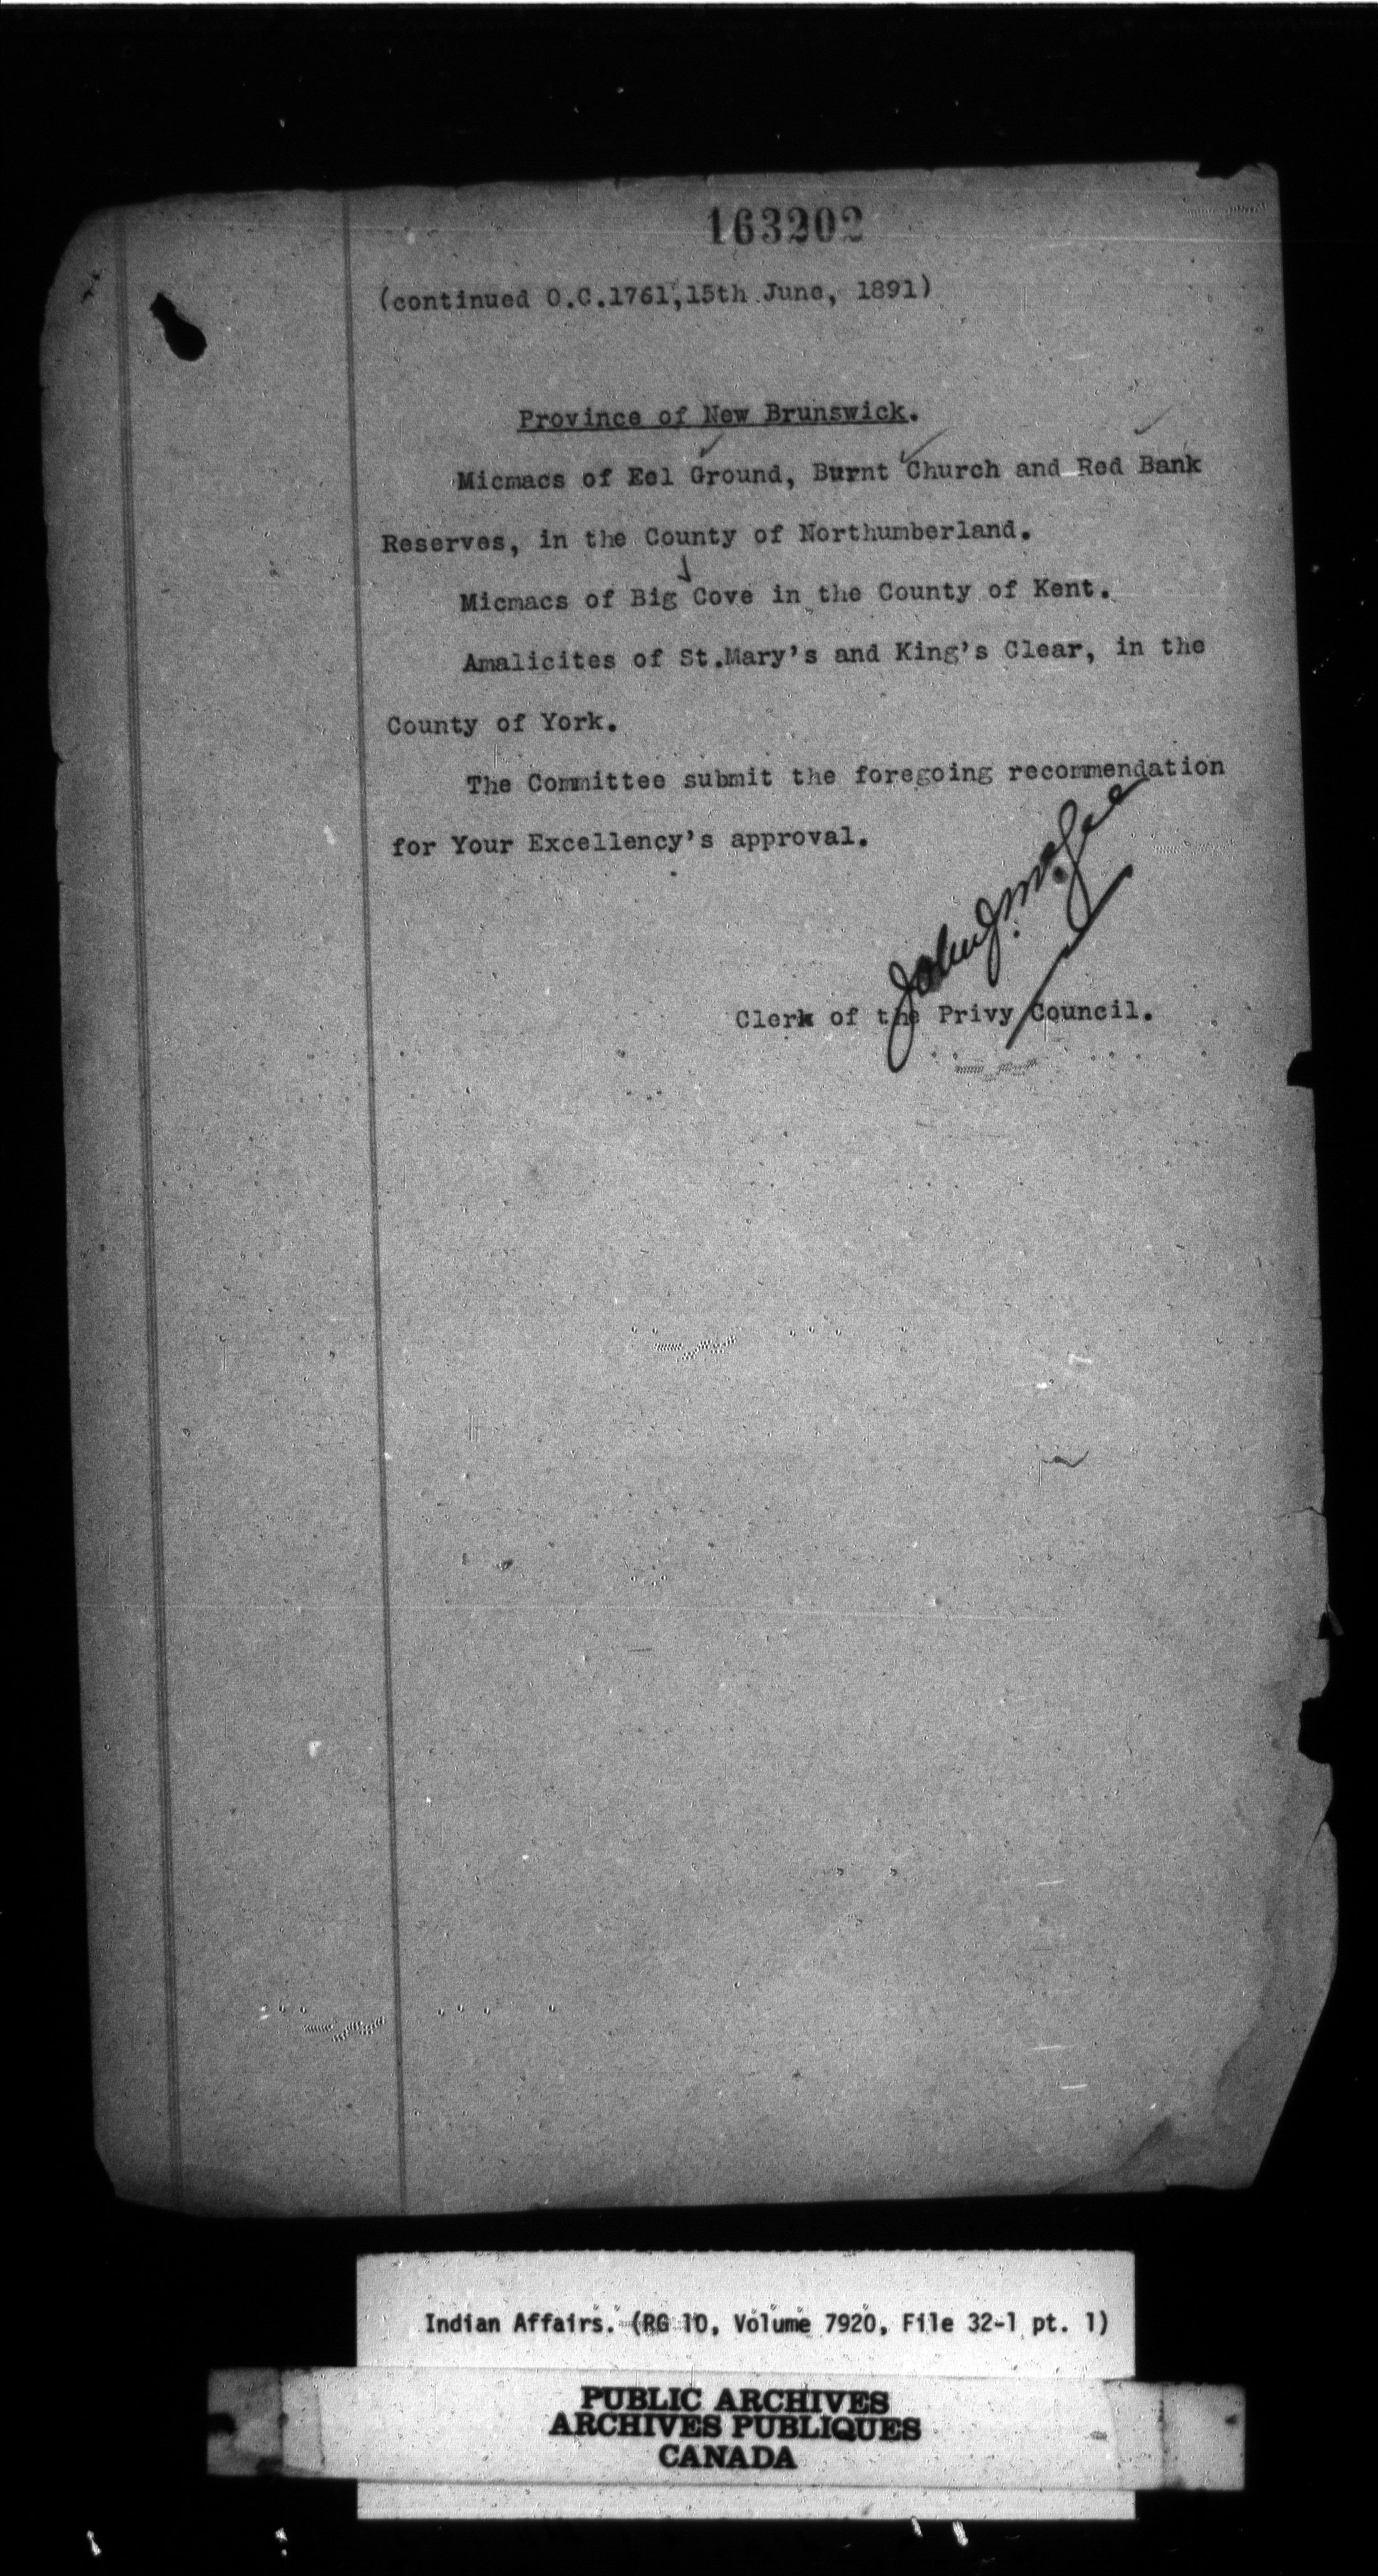 163202
(continued O.C.1761,15th June, 1891)
Province of New Brunswick.
Micmacs of Eel Ground, Burnt Church and Red Bank
Reserves, in the County of Northumberland.
Micmacs of Big Cove in the County of Kent.
Amalicites of St.Mary's and King's Clear, in the
County of York.
The Committee submit the foregoing recommendation
for Your Excellency's approval.
John J. McGee
Clerk of the Privy Council.
Indian Affairs. (RG 10, Volume 7920, File 32-1 pt. 1)
PUBLIC ARCHIVES
ARCHIVES PUBLIQUES
CANADA